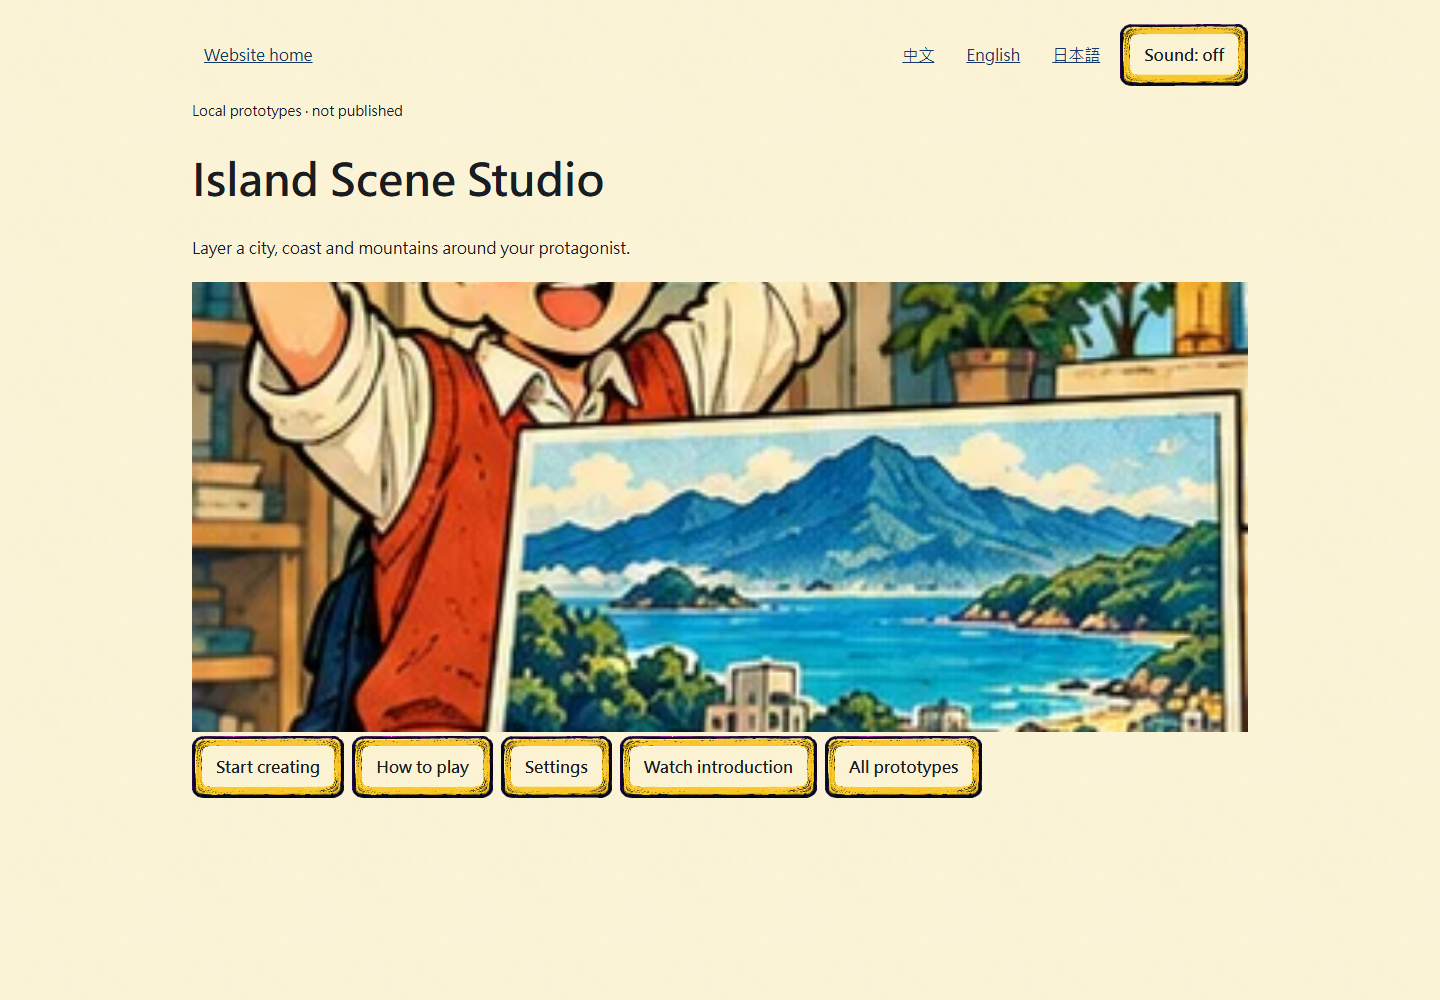 Website home
中文 English 日本語 Sound: off
Local prototypes · not published
Island Scene Studio
Layer a city, coast and mountains around your protagonist.
Start creating How to play Settings Watch introduction All prototypes